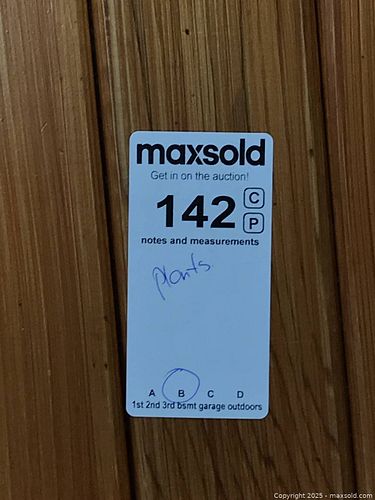 maxsold
Get in on the auction!
142 C
P
notes and measurements
plants
A B C D
1st 2nd 3rd bsmt garage outdoors
Copyright © 2025 - maxsold.com